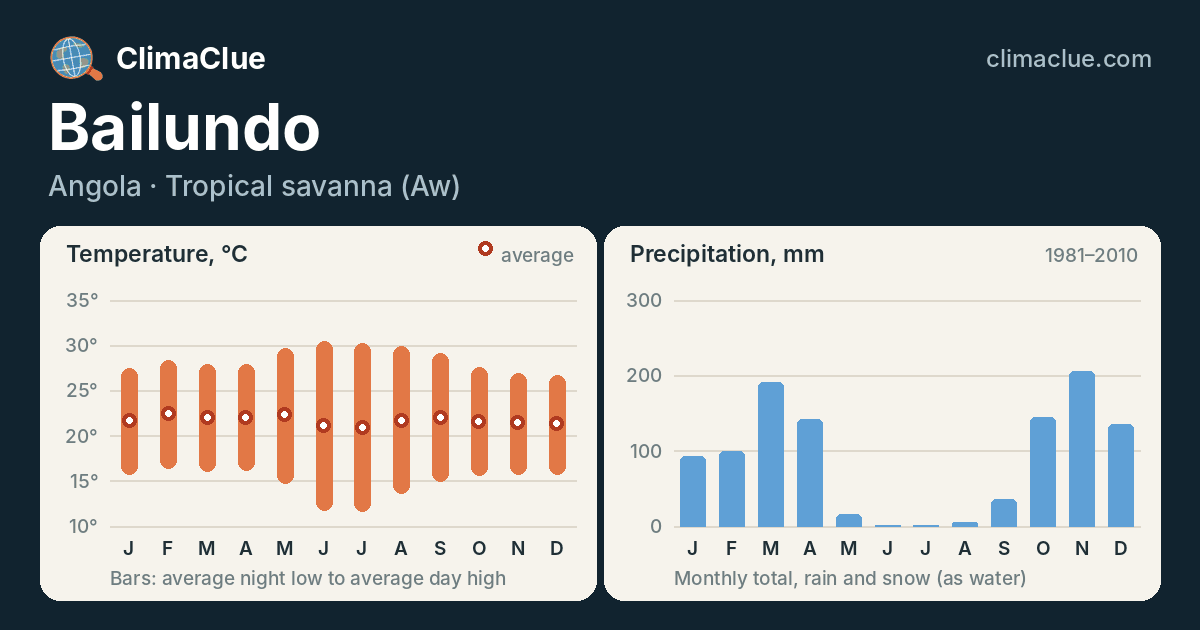 ClimaClue
climaclue.com
Bailundo
Angola · Tropical savanna (Aw)
Temperature, °C
average
35°
30°
25°
20°
15°
10°
J F M A M J J A S O N D
Bars: average night low to average day high
Precipitation, mm
1981–2010
300
200
100
0
J F M A M J J A S O N D
Monthly total, rain and snow (as water)